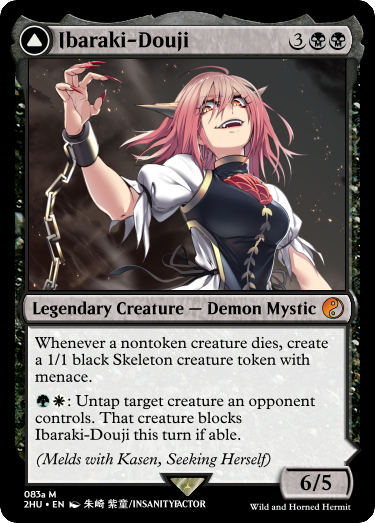 Ibaraki-Douji 3
Legendary Creature — Demon Mystic
Whenever a nontoken creature dies, create
a 1/1 black Skeleton creature token with
menace.
: Untap target creature an opponent
controls. That creature blocks
Ibaraki-Douji this turn if able.
(Melds with Kasen, Seeking Herself)
6/5
083a M
2HU • EN 朱崎 紫童/INSANITYFACTOR
Wild and Horned Hermit